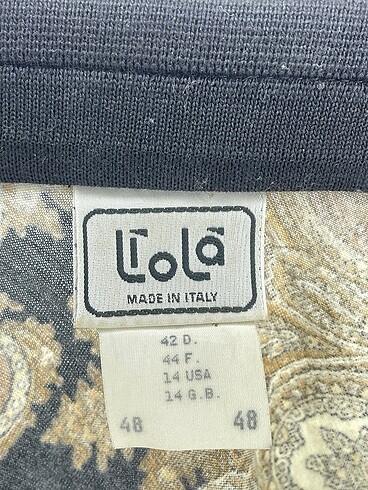 Liolà
MADE IN ITALY
42 D.
44 F.
14 USA
14 G.B.
48 48